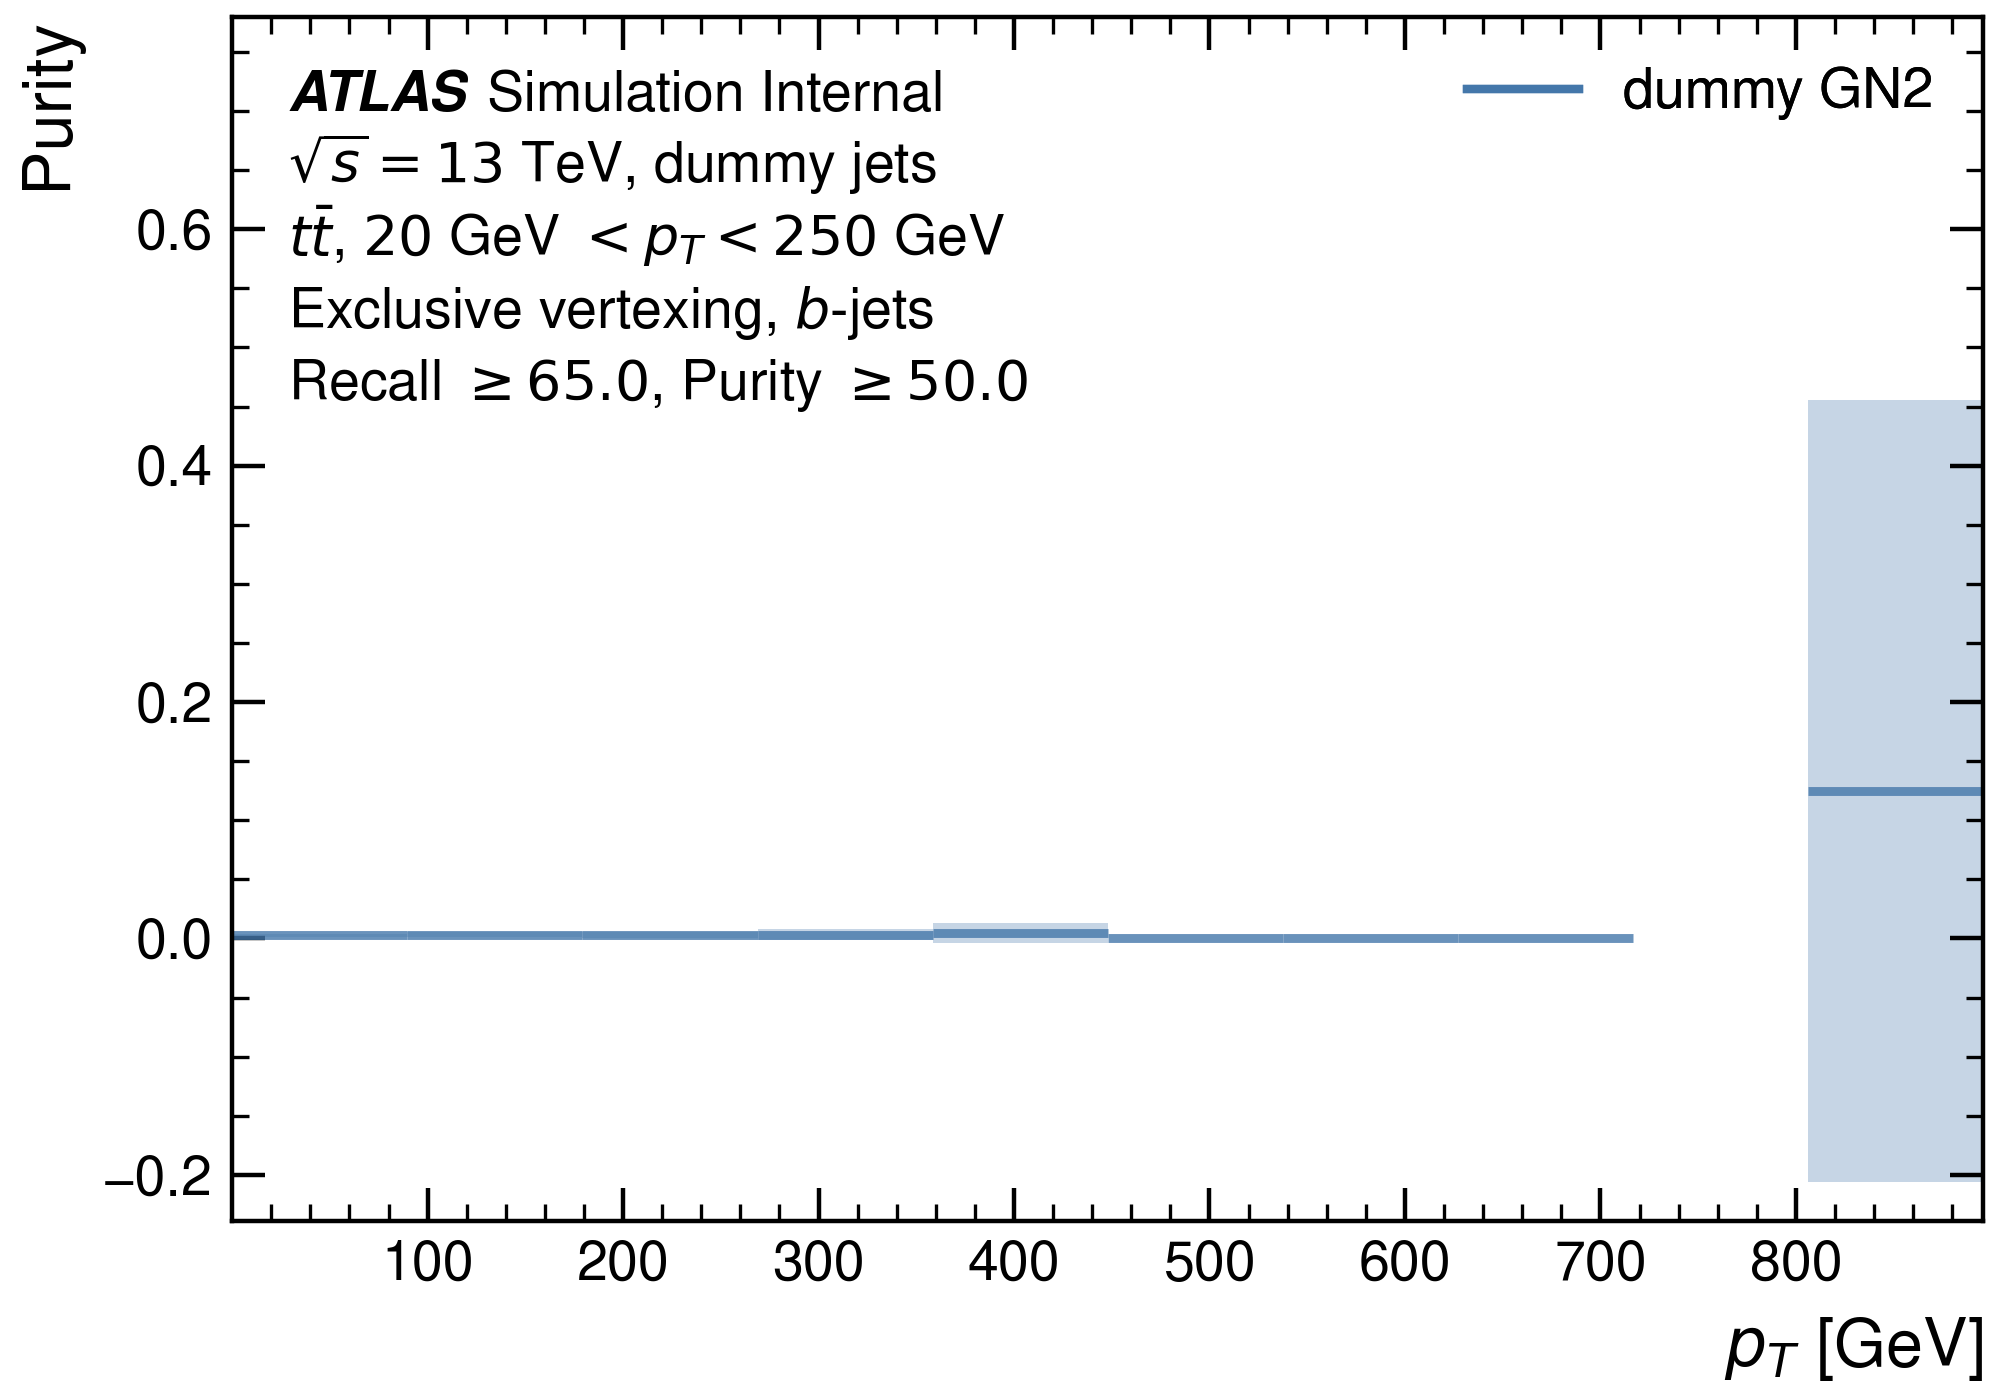 Purity
ATLAS Simulation Internal
√s = 13 TeV, dummy jets
tt̄, 20 GeV < p_T < 250 GeV
Exclusive vertexing, b-jets
Recall ≥ 65.0, Purity ≥ 50.0
dummy GN2
0.6
0.4
0.2
0.0
−0.2
100 200 300 400 500 600 700 800
p_T [GeV]